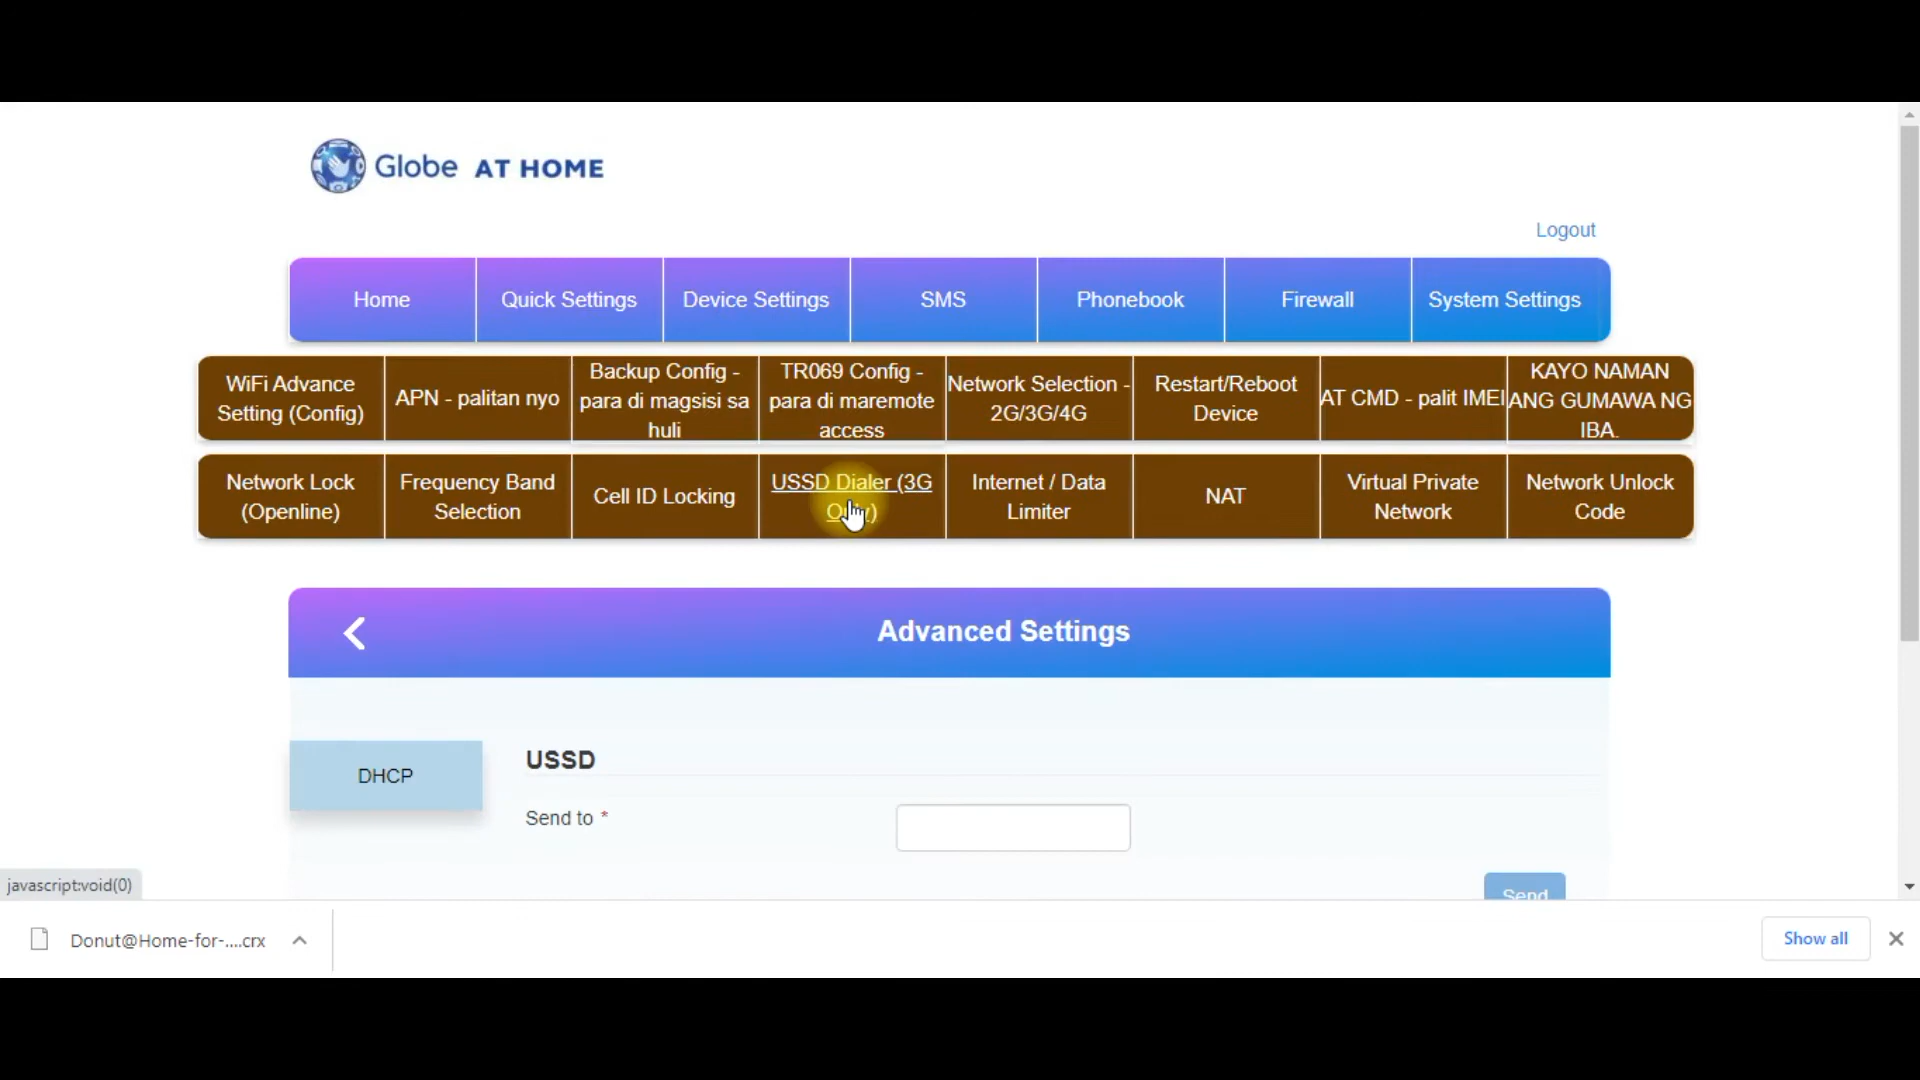 Globe AT HOME
Logout
Home
Quick Settings
Device Settings
SMS
Phonebook
Firewall
System Settings
WiFi Advance
Setting (Config)
APN - palitan nyo
Backup Config -
para di magsisi sa
huli
TR069 Config -
para di maremote
access
Network Selection -
2G/3G/4G
Restart/Reboot
Device
AT CMD - palit IMEI
KAYO NAMAN
ANG GUMAWA NG
IBA.
Network Lock
(Openline)
Frequency Band
Selection
Cell ID Locking
USSD Dialer (3G
Only)
Internet / Data
Limiter
NAT
Virtual Private
Network
Network Unlock
Code
Advanced Settings
DHCP
USSD
Send to *
Send
javascript:void(0)
Donut@Home-for-....crx
Show all